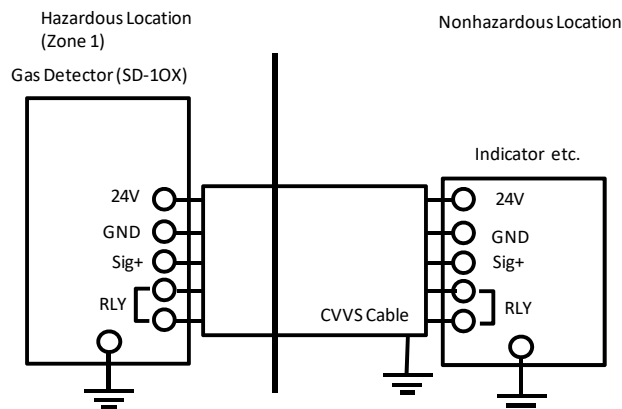 Hazardous Location
(Zone 1)
Nonhazardous Location
Gas Detector (SD-1OX)
Indicator etc.
24V
GND
Sig+
RLY
CVVS Cable
24V
GND
Sig+
RLY